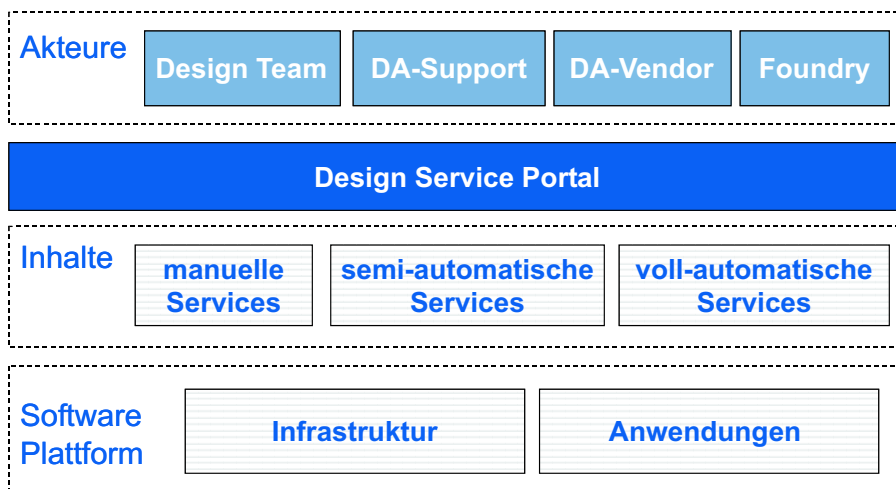 Akteure
Design Team
DA-Support
DA-Vendor
Foundry
Design Service Portal
Inhalte
manuelle
Services
semi-automatische
Services
voll-automatische
Services
Software
Plattform
Infrastruktur
Anwendungen